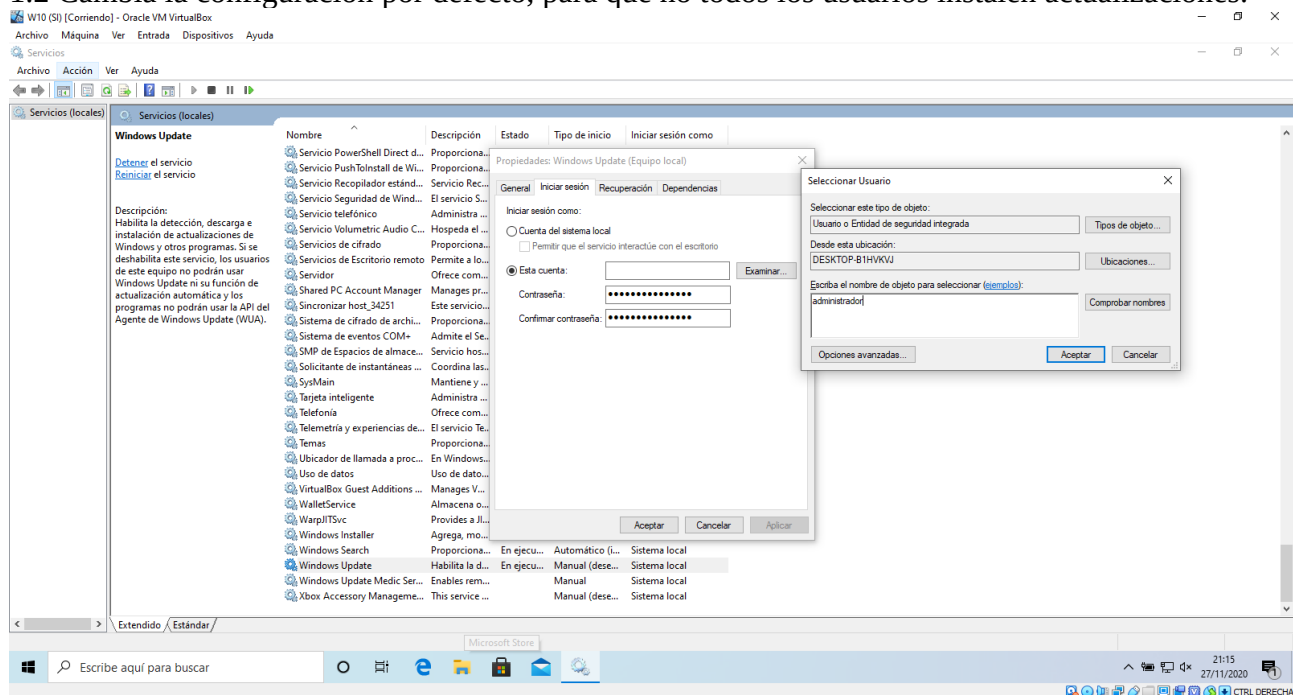 1.2 Cambia la configuración por defecto, para que no todos los usuarios instalen actualizaciones.
W10 (SI) [Corriendo] - Oracle VM VirtualBox
Archivo Máquina Ver Entrada Dispositivos Ayuda
Servicios
Archivo Acción Ver Ayuda
Servicios (locales)
Servicios (locales)
Windows Update
Detener el servicio
Reiniciar el servicio
Descripción:
Habilita la detección, descarga e
instalación de actualizaciones de
Windows y otros programas. Si se
deshabilita este servicio, los usuarios
de este equipo no podrán usar
Windows Update ni su función de
actualización automática y los
programas no podrán usar la API del
Agente de Windows Update (WUA).
Nombre Descripción Estado Tipo de inicio Iniciar sesión como
Servicio PowerShell Direct d... Proporciona...
Servicio PushToInstall de Wi... Proporciona...
Servicio Recopilador estánd... Servicio Rec...
Servicio Seguridad de Wind... El servicio S...
Servicio telefónico Administra ...
Servicio Volumetric Audio C... Hospeda el ...
Servicios de cifrado Proporciona...
Servicios de Escritorio remoto Permite a lo...
Servidor Ofrece com...
Shared PC Account Manager Manages pr...
Sincronizar host_34251 Este servicio...
Sistema de cifrado de archi... Proporciona...
Sistema de eventos COM+ Admite el Se...
SMP de Espacios de almace... Servicio hos...
Solicitante de instantáneas ... Coordina las...
SysMain Mantiene y ...
Tarjeta inteligente Administra ...
Telefonía Ofrece com...
Telemetría y experiencias de... El servicio Te...
Temas Proporciona...
Ubicador de llamada a proc... En Windows...
Uso de datos Uso de dato...
VirtualBox Guest Additions ... Manages V...
WalletService Almacena o...
WarpJITSvc Provides a JI...
Windows Installer Agrega, mo...
Windows Search Proporciona... En ejecu... Automático (i... Sistema local
Windows Update Habilita la d... En ejecu... Manual (dese... Sistema local
Windows Update Medic Ser... Enables rem... Manual Sistema local
Xbox Accessory Manageme... This service ... Manual (dese... Sistema local
Extendido Estándar
Propiedades: Windows Update (Equipo local)
General Iniciar sesión Recuperación Dependencias
Iniciar sesión como:
Cuenta del sistema local
Permitir que el servicio interactúe con el escritorio
Esta cuenta: Examinar...
Contraseña:
Confirmar contraseña:
Aceptar Cancelar Aplicar
Seleccionar Usuario
Seleccionar este tipo de objeto:
Usuario o Entidad de seguridad integrada Tipos de objeto...
Desde esta ubicación:
DESKTOP-B1HVKVJ Ubicaciones...
Escriba el nombre de objeto para seleccionar (ejemplos):
administrador Comprobar nombres
Opciones avanzadas... Aceptar Cancelar
Microsoft Store
Escribe aquí para buscar
21:15
27/11/2020
1
CTRL DERECHA